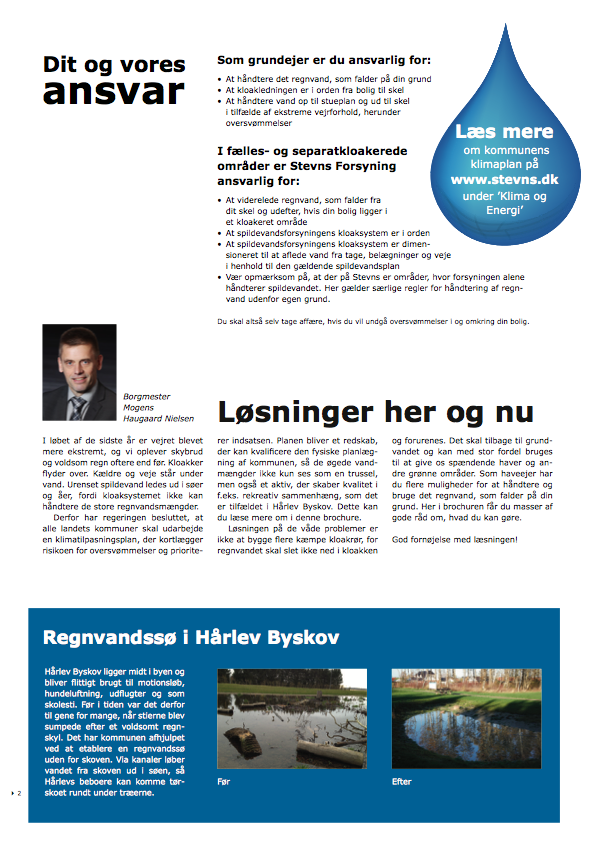 Dit og vores
ansvar
Som grundejer er du ansvarlig for:
• At håndtere det regnvand, som falder på din grund
• At kloakledningen er i orden fra bolig til skel
• At håndtere vand op til stueplan og ud til skel
i tilfælde af ekstreme vejrforhold, herunder
oversvømmelser
I fælles- og separatkloakerede
områder er Stevns Forsyning
ansvarlig for:
• At viderelede regnvand, som falder fra
dit skel og udefter, hvis din bolig ligger i
et kloakeret område
• At spildevandsforsyningens kloaksystem er i orden
• At spildevandsforsyningens kloaksystem er dimen-
sioneret til at aflede vand fra tage, belægninger og veje
i henhold til den gældende spildevandsplan
• Vær opmærksom på, at der på Stevns er områder, hvor forsyningen alene
håndterer spildevandet. Her gælder særlige regler for håndtering af regn-
vand udenfor egen grund.
Du skal altså selv tage affære, hvis du vil undgå oversvømmelser i og omkring din bolig.
Læs mere
om kommunens
klimaplan på
www.stevns.dk
under ’Klima og
Energi’
Borgmester
Mogens
Haugaard Nielsen
Løsninger her og nu
I løbet af de sidste år er vejret blevet
mere ekstremt, og vi oplever skybrud
og voldsom regn oftere end før. Kloakker
flyder over. Kældre og veje står under
vand. Urenset spildevand ledes ud i søer
og åer, fordi kloaksystemet ikke kan
håndtere de store regnvandsmængder.
Derfor har regeringen besluttet, at
alle landets kommuner skal udarbejde
en klimatilpasningsplan, der kortlægger
risikoen for oversvømmelser og priorite-
rer indsatsen. Planen bliver et redskab,
der kan kvalificere den fysiske planlæg-
ning af kommunen, så de øgede vand-
mængder ikke kun ses som en trussel,
men også et aktiv, der skaber kvalitet i
f.eks. rekreativ sammenhæng, som det
er tilfældet i Hårlev Byskov. Dette kan
du læse mere om i denne brochure.
Løsningen på de våde problemer er
ikke at bygge flere kæmpe kloakrør, for
regnvandet skal slet ikke ned i kloakken
og forurenes. Det skal tilbage til grund-
vandet og kan med stor fordel bruges
til at give os spændende haver og an-
dre grønne områder. Som haveejer har
du flere muligheder for at håndtere og
bruge det regnvand, som falder på din
grund. Her i brochuren får du masser af
gode råd om, hvad du kan gøre.
God fornøjelse med læsningen!
Regnvandssø i Hårlev Byskov
Hårlev Byskov ligger midt i byen og
bliver flittigt brugt til motionsløb,
hundeluftning, udflugter og som
skolesti. Før i tiden var det derfor
til gene for mange, når stierne blev
sumpede efter et voldsomt regn-
skyl. Det har kommunen afhjulpet
ved at etablere en regnvandssø
uden for skoven. Via kanaler løber
vandet fra skoven ud i søen, så
Hårlevs beboere kan komme tør-
skoet rundt under træerne.
Før
Efter
2